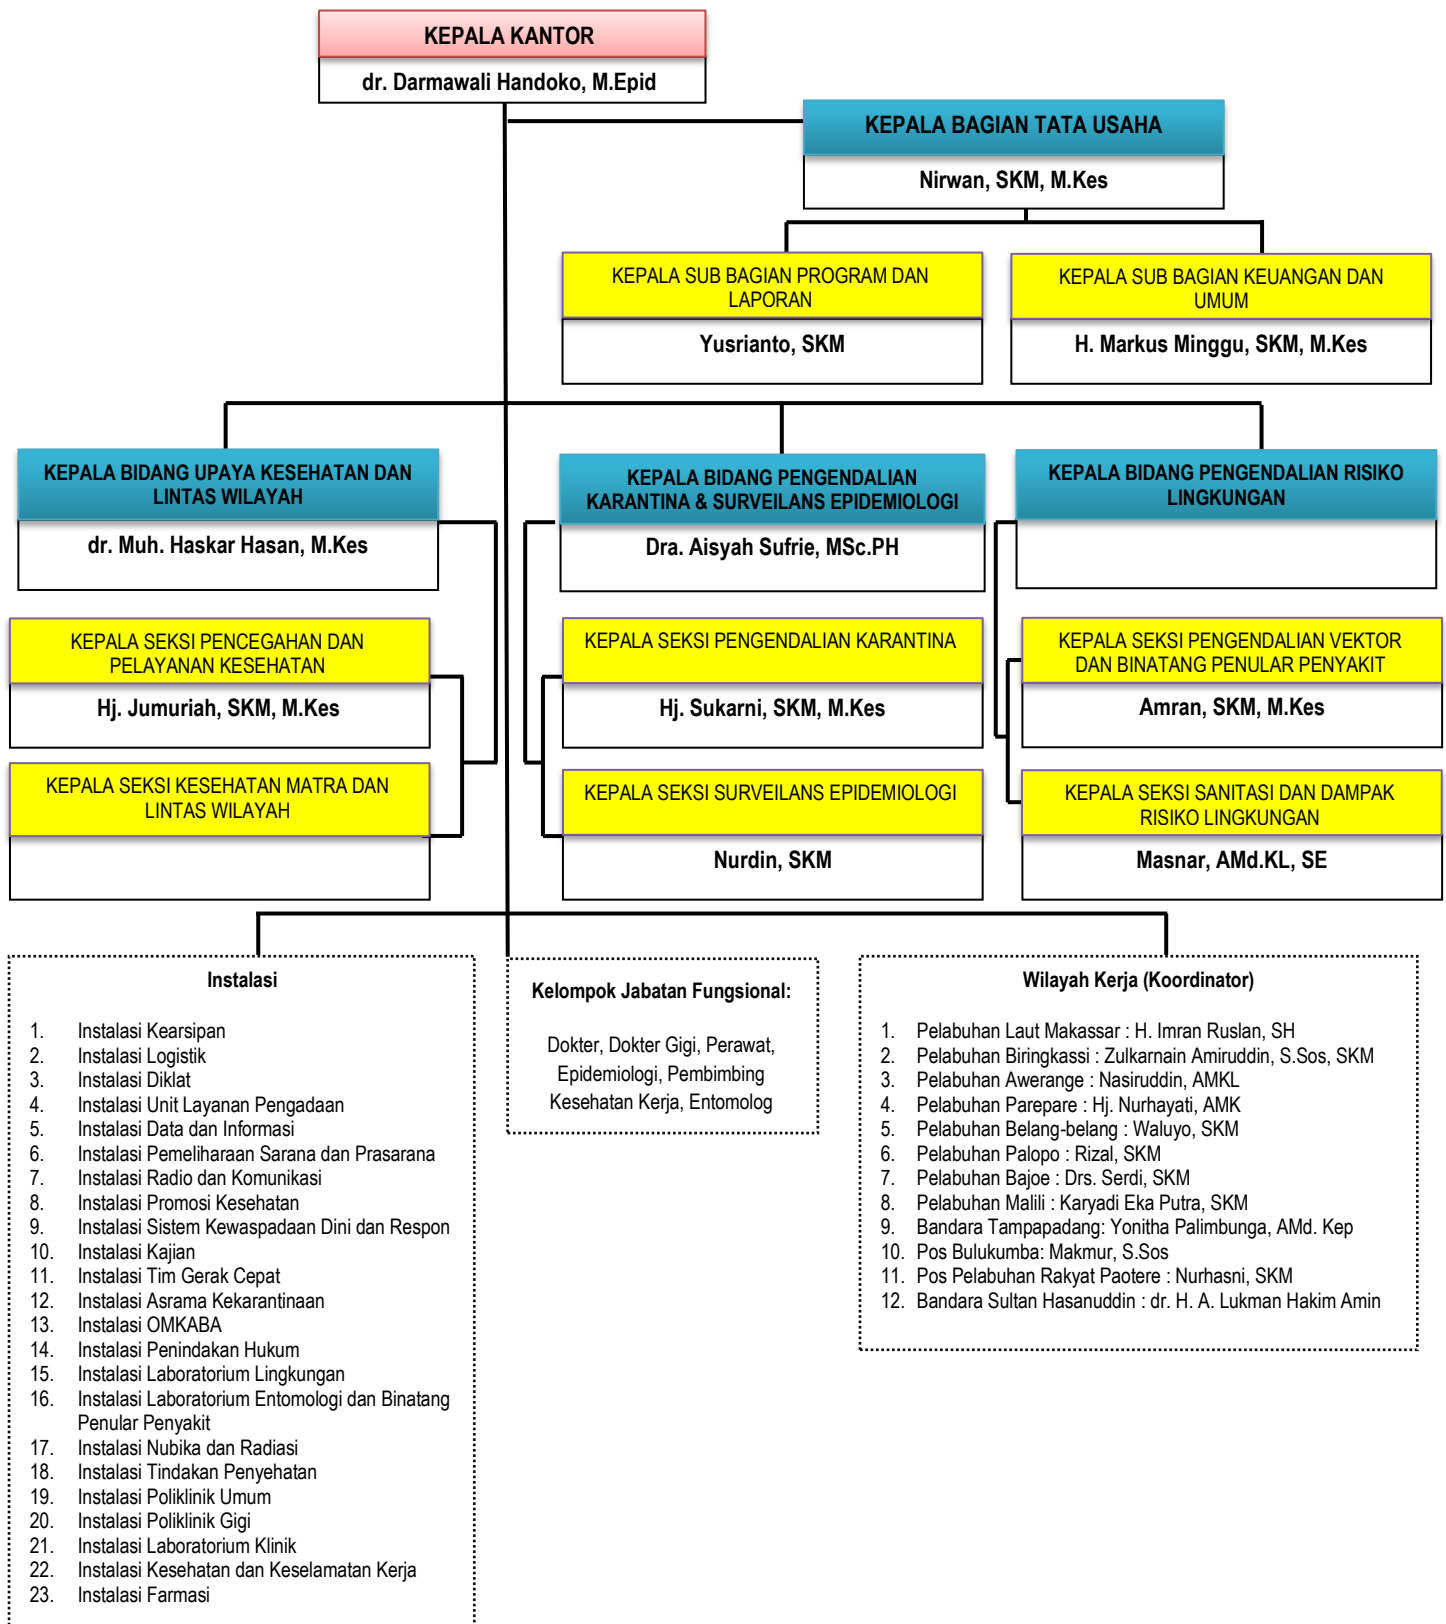 KEPALA KANTOR
dr. Darmawali Handoko, M.Epid
KEPALA BAGIAN TATA USAHA
Nirwan, SKM, M.Kes
KEPALA SUB BAGIAN PROGRAM DAN
LAPORAN
Yusrianto, SKM
KEPALA SUB BAGIAN KEUANGAN DAN
UMUM
H. Markus Minggu, SKM, M.Kes
KEPALA BIDANG UPAYA KESEHATAN DAN
LINTAS WILAYAH
dr. Muh. Haskar Hasan, M.Kes
KEPALA BIDANG PENGENDALIAN
KARANTINA & SURVEILANS EPIDEMIOLOGI
Dra. Aisyah Sufrie, MSc.PH
KEPALA BIDANG PENGENDALIAN RISIKO
LINGKUNGAN
KEPALA SEKSI PENCEGAHAN DAN
PELAYANAN KESEHATAN
Hj. Jumuriah, SKM, M.Kes
KEPALA SEKSI PENGENDALIAN KARANTINA
Hj. Sukarni, SKM, M.Kes
KEPALA SEKSI PENGENDALIAN VEKTOR
DAN BINATANG PENULAR PENYAKIT
Amran, SKM, M.Kes
KEPALA SEKSI KESEHATAN MATRA DAN
LINTAS WILAYAH
KEPALA SEKSI SURVEILANS EPIDEMIOLOGI
Nurdin, SKM
KEPALA SEKSI SANITASI DAN DAMPAK
RISIKO LINGKUNGAN
Masnar, AMd.KL, SE
Instalasi
1. Instalasi Kearsipan
2. Instalasi Logistik
3. Instalasi Diklat
4. Instalasi Unit Layanan Pengadaan
5. Instalasi Data dan Informasi
6. Instalasi Pemeliharaan Sarana dan Prasarana
7. Instalasi Radio dan Komunikasi
8. Instalasi Promosi Kesehatan
9. Instalasi Sistem Kewaspadaan Dini dan Respon
10. Instalasi Kajian
11. Instalasi Tim Gerak Cepat
12. Instalasi Asrama Kekarantinaan
13. Instalasi OMKABA
14. Instalasi Penindakan Hukum
15. Instalasi Laboratorium Lingkungan
16. Instalasi Laboratorium Entomologi dan Binatang
Penular Penyakit
17. Instalasi Nubika dan Radiasi
18. Instalasi Tindakan Penyehatan
19. Instalasi Poliklinik Umum
20. Instalasi Poliklinik Gigi
21. Instalasi Laboratorium Klinik
22. Instalasi Kesehatan dan Keselamatan Kerja
23. Instalasi Farmasi
Kelompok Jabatan Fungsional:
Dokter, Dokter Gigi, Perawat,
Epidemiologi, Pembimbing
Kesehatan Kerja, Entomolog
Wilayah Kerja (Koordinator)
1. Pelabuhan Laut Makassar : H. Imran Ruslan, SH
2. Pelabuhan Biringkassi : Zulkarnain Amiruddin, S.Sos, SKM
3. Pelabuhan Awerange : Nasiruddin, AMKL
4. Pelabuhan Parepare : Hj. Nurhayati, AMK
5. Pelabuhan Belang-belang : Waluyo, SKM
6. Pelabuhan Palopo : Rizal, SKM
7. Pelabuhan Bajoe : Drs. Serdi, SKM
8. Pelabuhan Malili : Karyadi Eka Putra, SKM
9. Bandara Tampapadang: Yonitha Palimbunga, AMd. Kep
10. Pos Bulukumba: Makmur, S.Sos
11. Pos Pelabuhan Rakyat Paotere : Nurhasni, SKM
12. Bandara Sultan Hasanuddin : dr. H. A. Lukman Hakim Amin